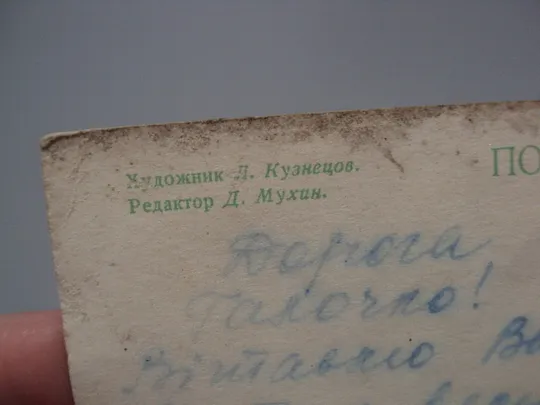 Художник Л. Кузнецов.
Редактор Д. Мухин.
ПО
Дорога
Галочко!
Вітаємо